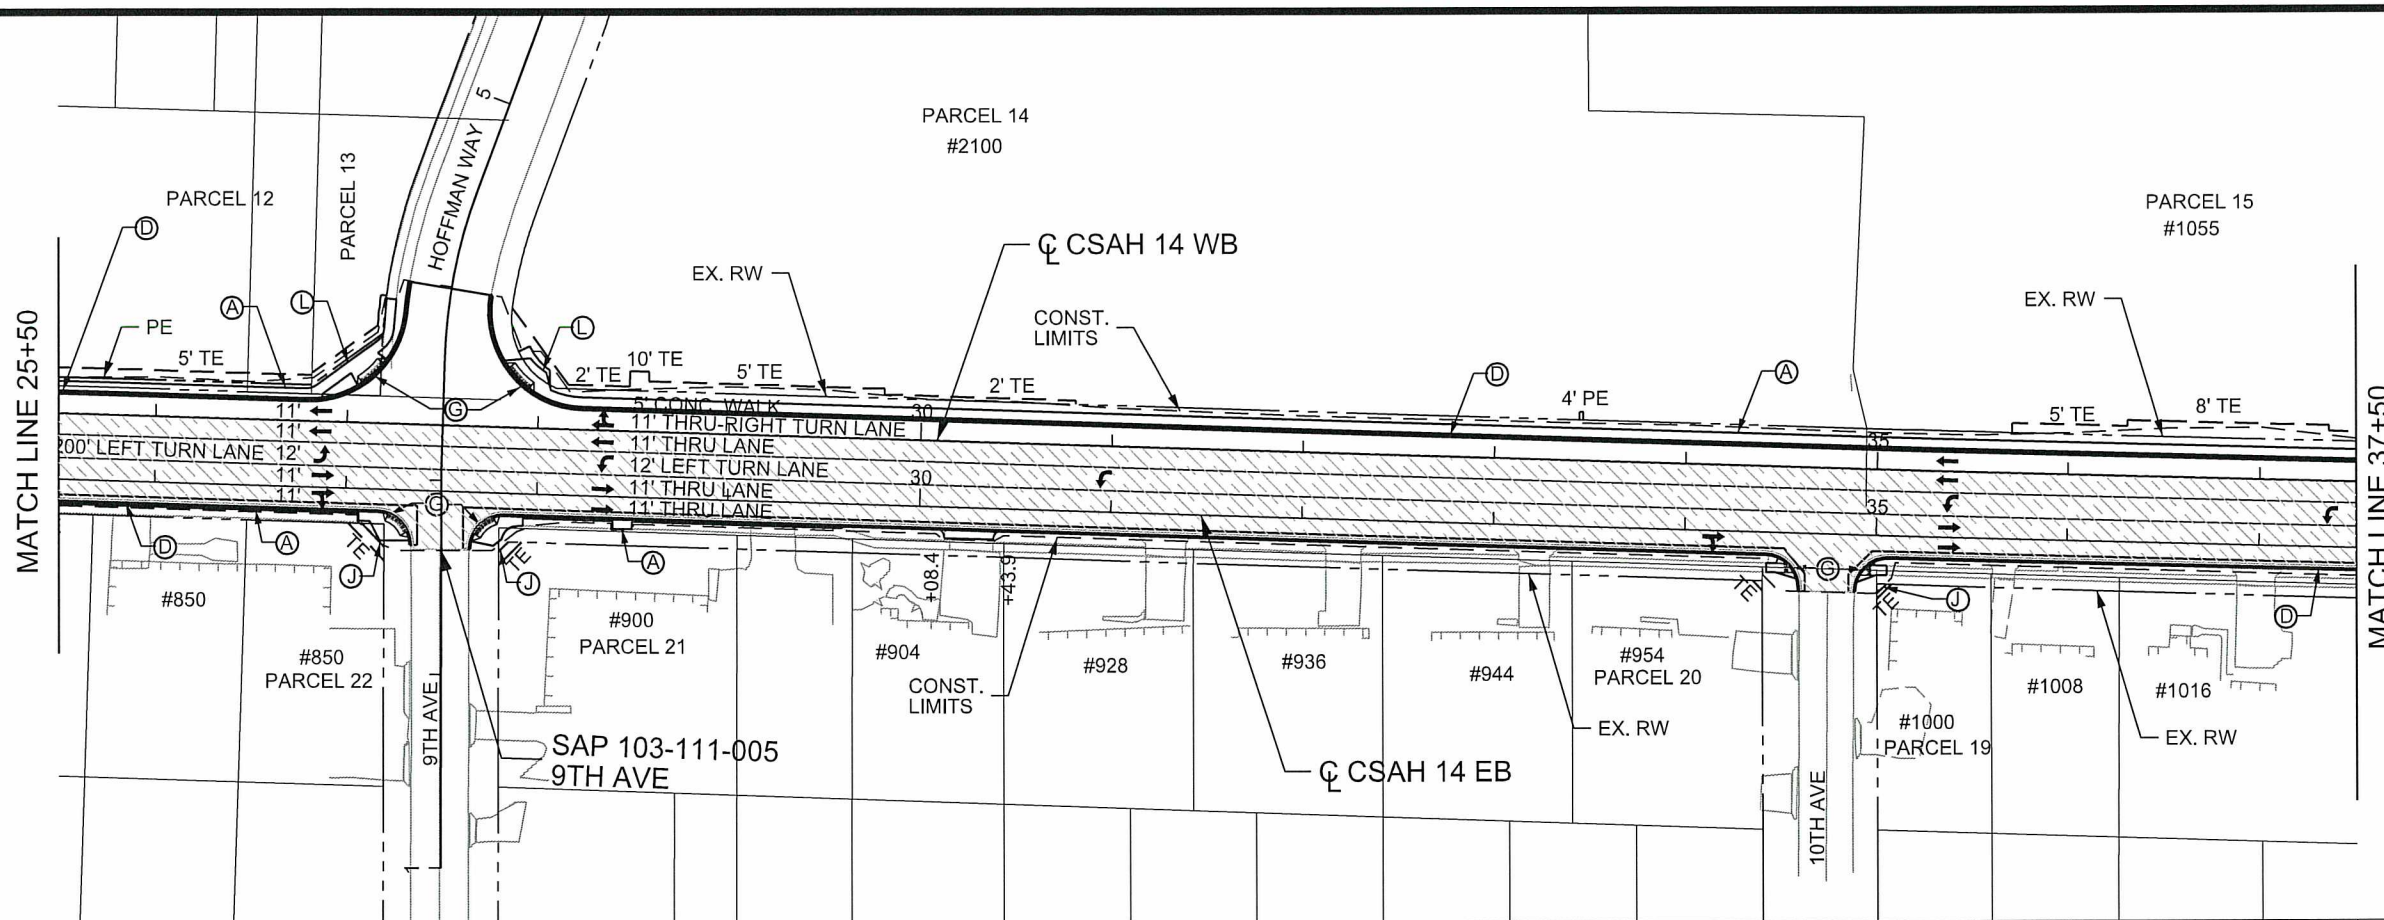 PARCEL 14
#2100
PARCEL 12
PARCEL 13
HOFFMAN WAY
5
PARCEL 15
#1055
D
A
L
PE
5' TE
MATCH LINE 25+50
EX. RW
℄ CSAH 14 WB
CONST.
LIMITS
EX. RW
L
10' TE
2' TE
5' TE
2' TE
D
A
4' PE
5' TE
8' TE
MATCH LINE 37+50
G
5' CONC. WALK
30
35
11'
11' THRU-RIGHT TURN LANE
11'
11' THRU LANE
200' LEFT TURN LANE 12'
12' LEFT TURN LANE
30
35
11'
11' THRU LANE
11'
11' THRU LANE
G
D
A
TE
J
TE
J
A
+08.4
+43.9
TE
G
TE
J
D
#850
#900
PARCEL 21
#904
#928
#936
#944
#954
PARCEL 20
#850
PARCEL 22
CONST.
LIMITS
EX. RW
#1000
PARCEL 19
#1008
#1016
EX. RW
9TH AVE
1
SAP 103-111-005
9TH AVE
℄ CSAH 14 EB
10TH AVE